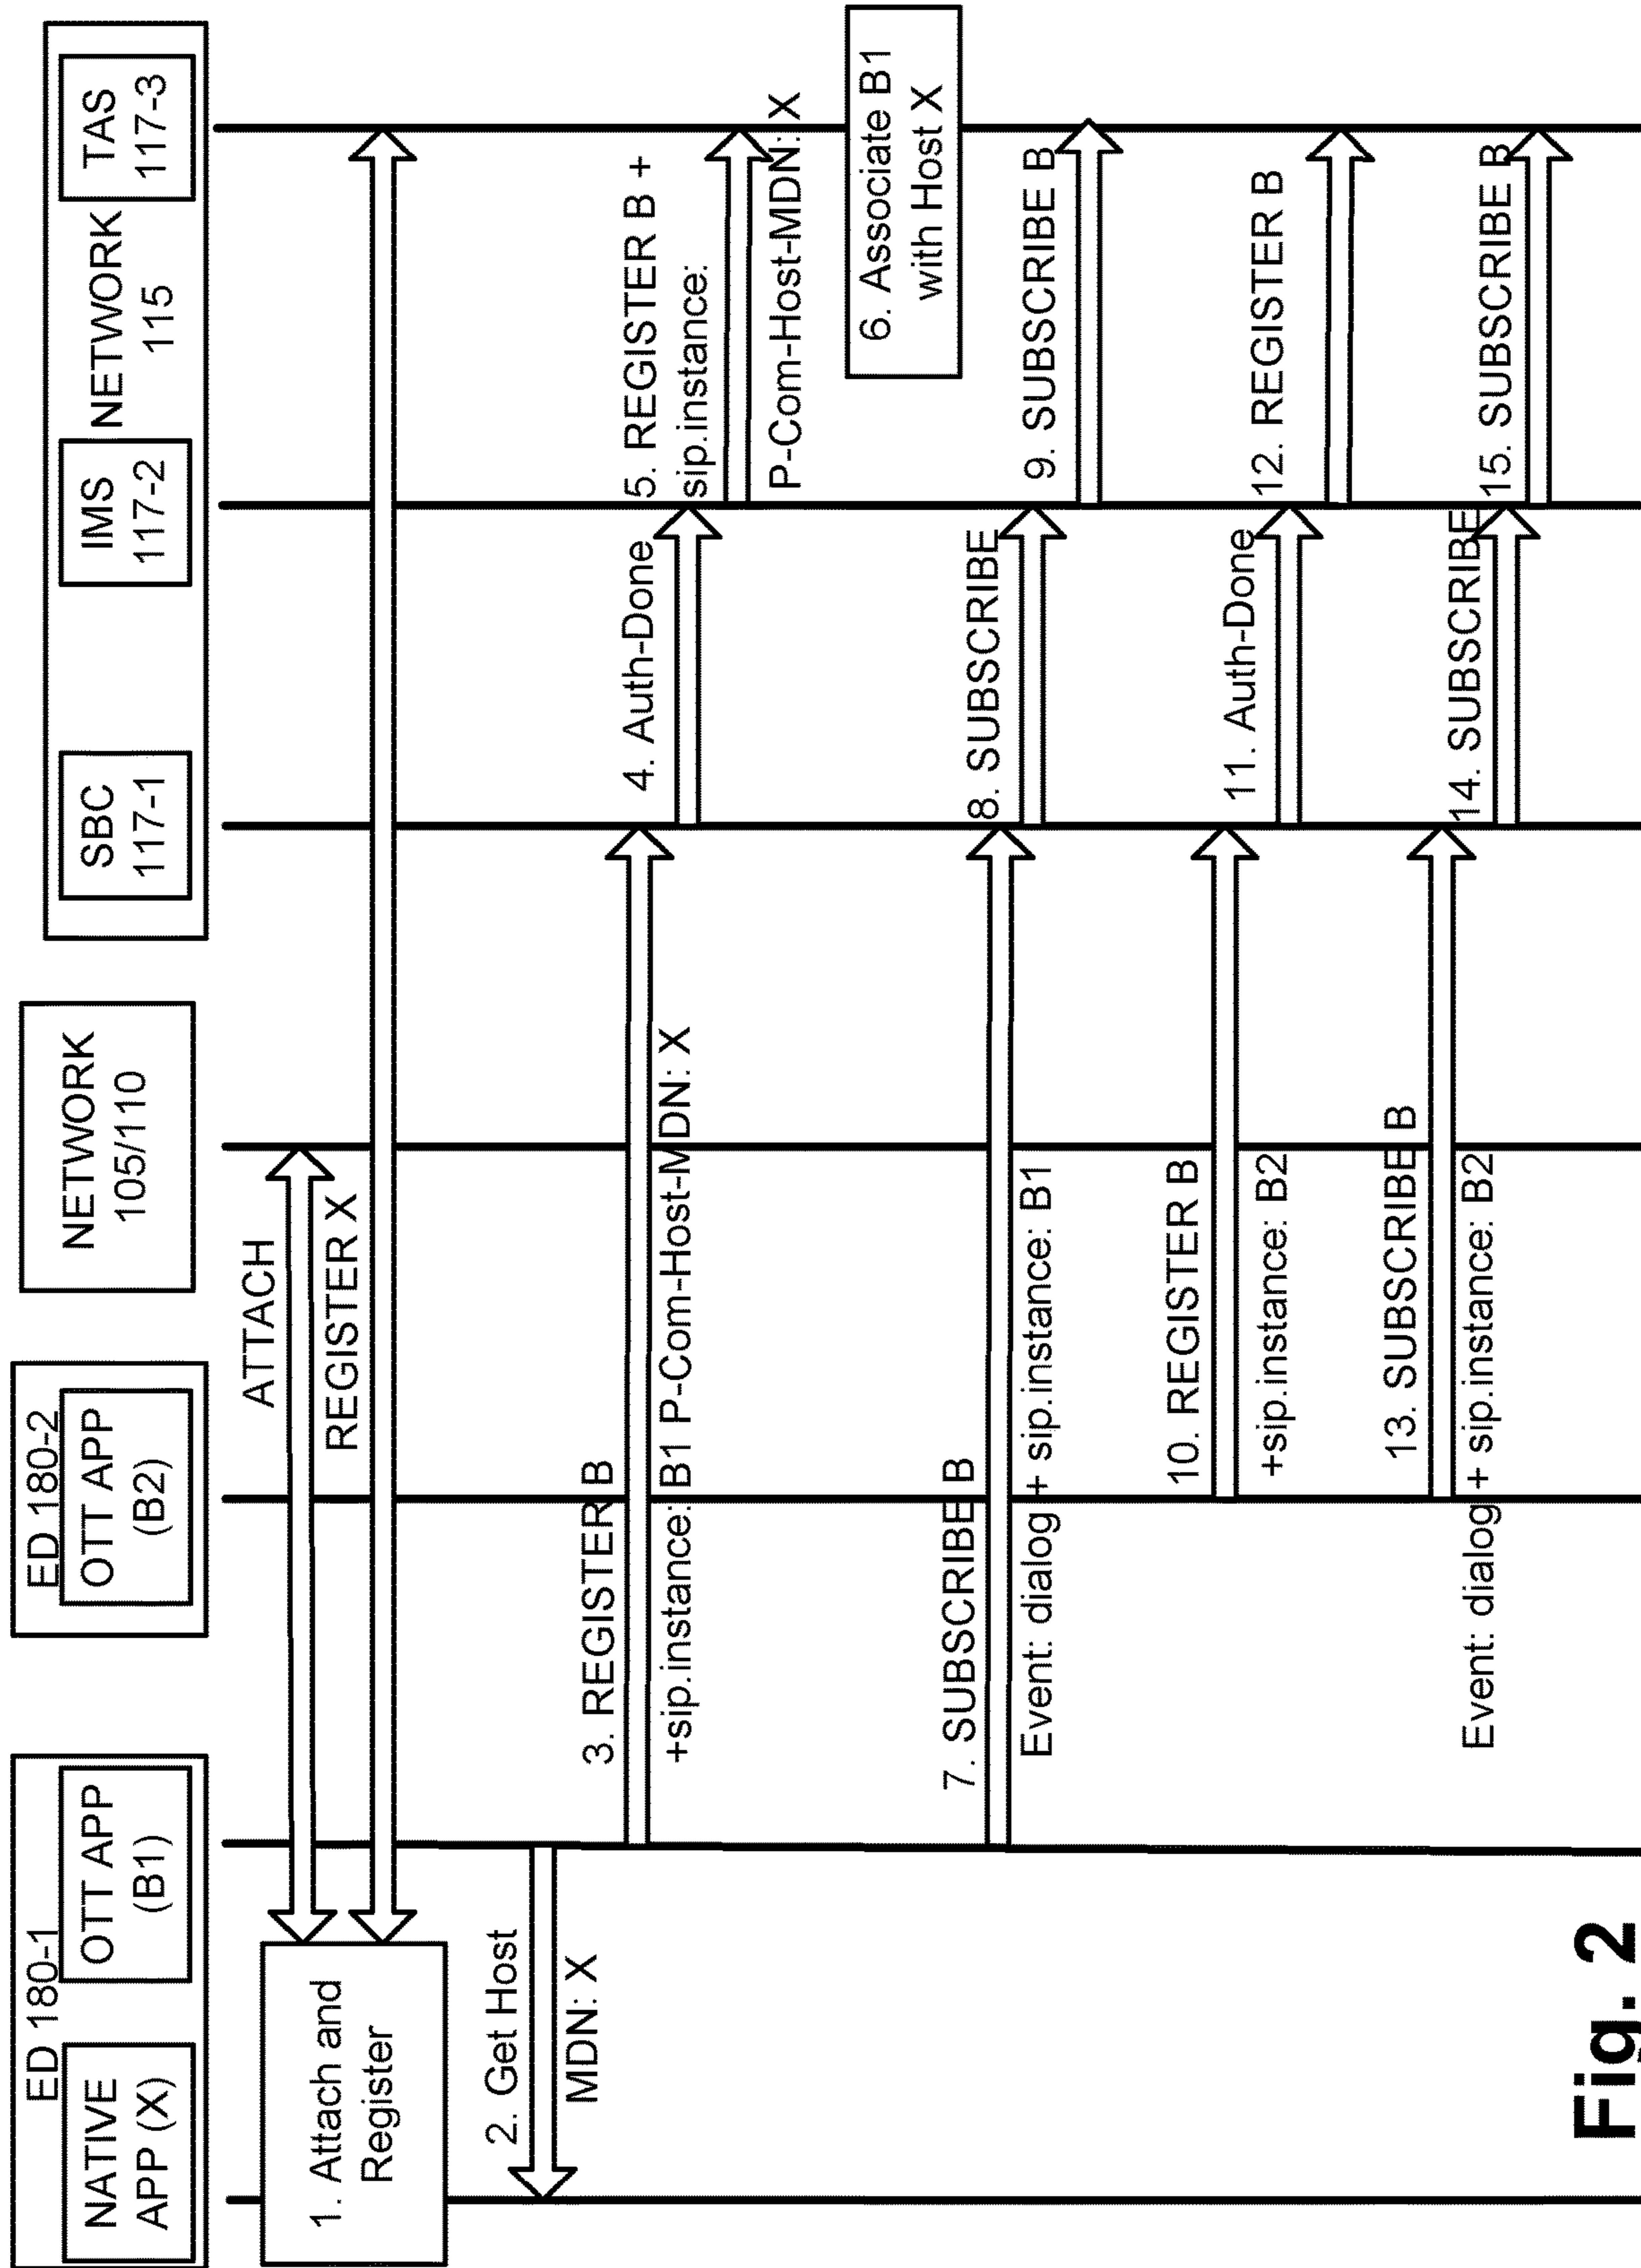 ED 180-1
NATIVE
APP (X)
OTT APP
(B1)
ED 180-2
OTT APP
(B2)
NETWORK
105/110
SBC
117-1
IMS
117-2
NETWORK
115
TAS
117-3
ATTACH
1. Attach and
Register
REGISTER X
2. Get Host
MDN: X
3. REGISTER B
+sip.instance: B1 P-Com-Host-MDN: X
4. Auth-Done
5. REGISTER B +
sip.instance:
P-Com-Host-MDN: X
6. Associate B1
with Host X
7. SUBSCRIBE B
Event: dialog + sip.instance: B1
8. SUBSCRIBE
9. SUBSCRIBE B
10. REGISTER B
+sip.instance: B2
11. Auth-Done
12. REGISTER B
13. SUBSCRIBE B
Event: dialog + sip.instance: B2
14. SUBSCRIBE
15. SUBSCRIBE B
Fig. 2